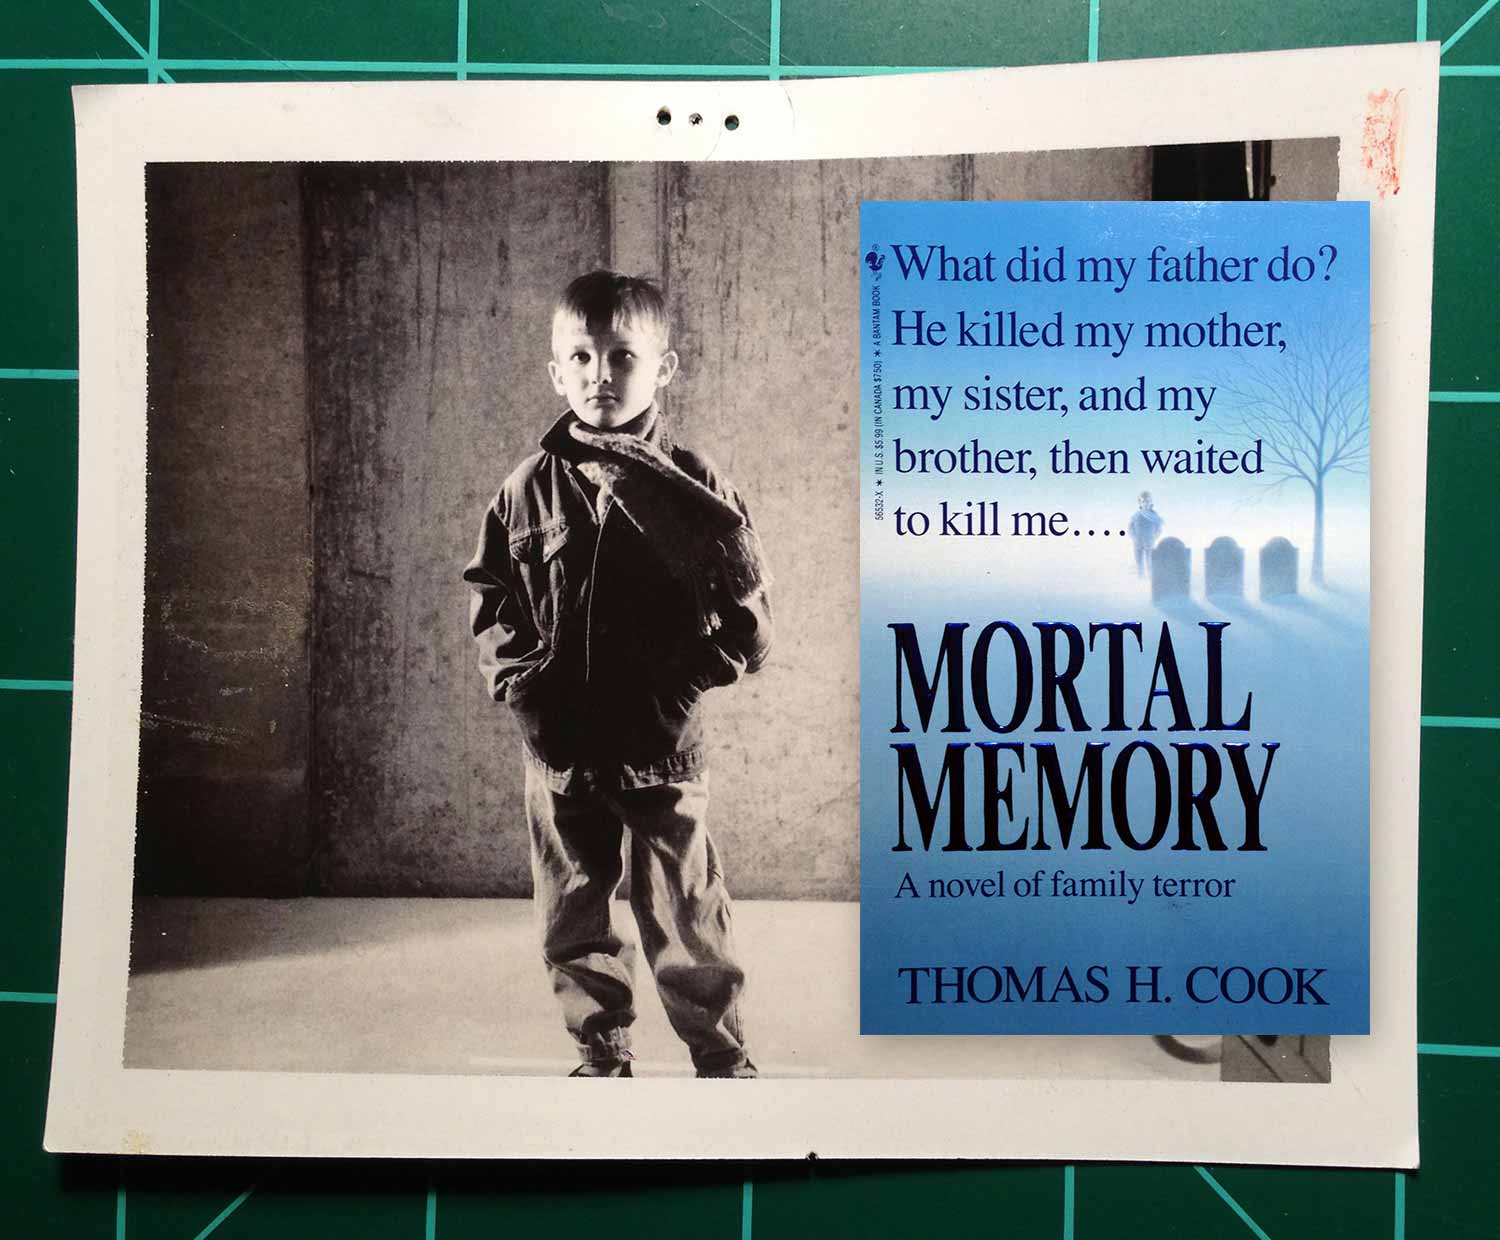 What did my father do?
He killed my mother,
my sister, and my
brother, then waited
to kill me....
56532-X ★ IN U.S. $5.99 (IN CANADA $7.50) ★ A BANTAM BOOK
MORTAL
MEMORY
A novel of family terror
THOMAS H. COOK